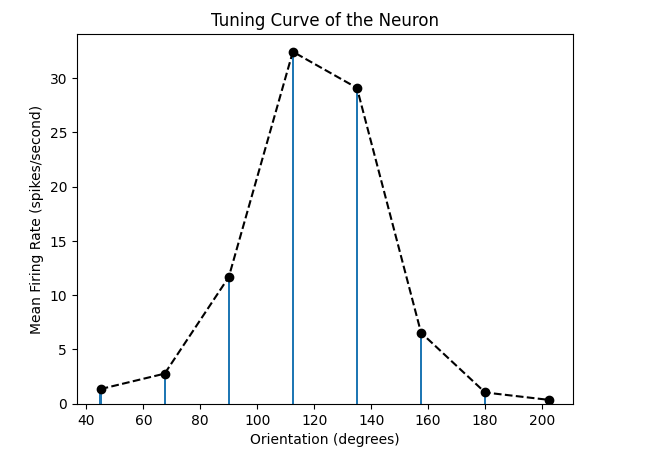 Tuning Curve of the Neuron
Mean Firing Rate (spikes/second)
30
25
20
15
10
5
0
40 60 80 100 120 140 160 180 200
Orientation (degrees)